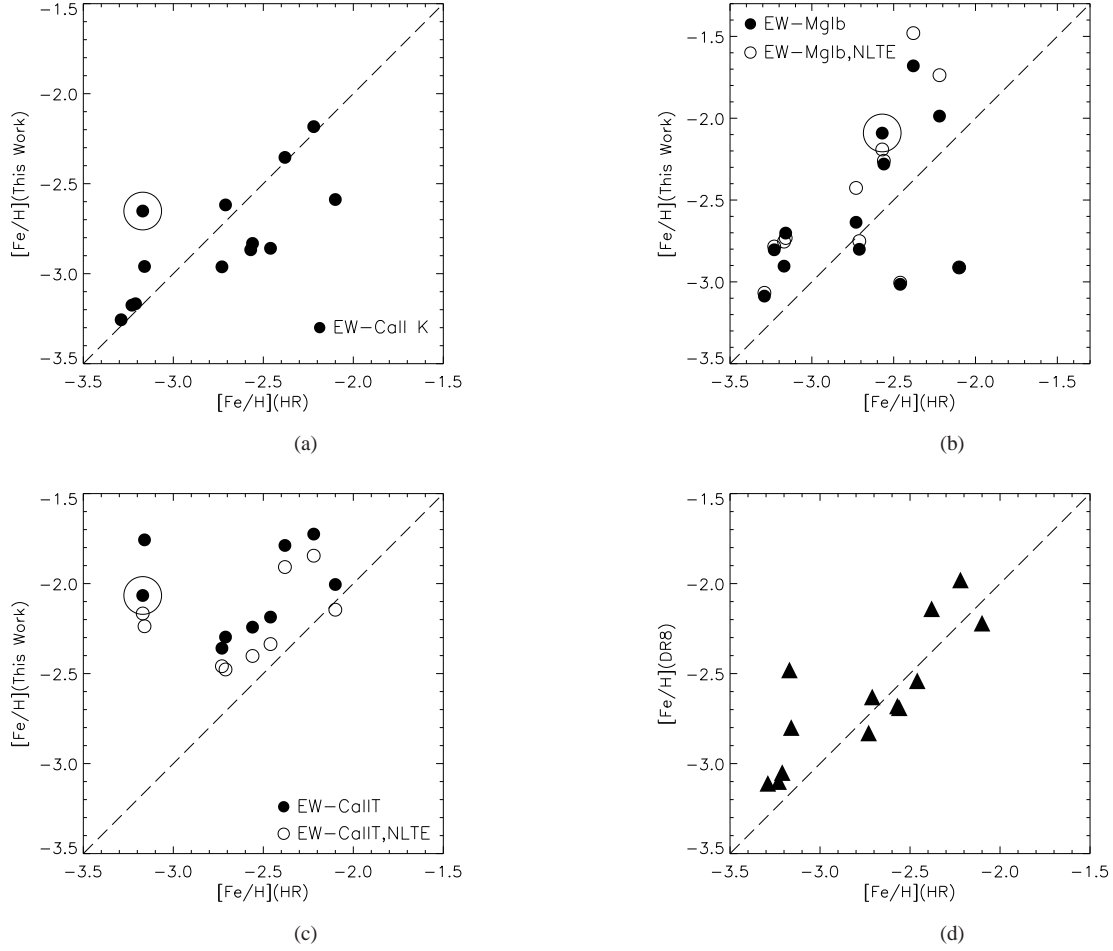 −1.5
−2.0
−2.5
−3.0
−3.5
[Fe/H](This Work)
EW−CaII K
−3.5 −3.0 −2.5 −2.0 −1.5
[Fe/H](HR)
(a)
EW−MgIb
EW−MgIb,NLTE
−1.5
−2.0
−2.5
−3.0
−3.5
[Fe/H](This Work)
−3.5 −3.0 −2.5 −2.0 −1.5
[Fe/H](HR)
(b)
−1.5
−2.0
−2.5
−3.0
−3.5
[Fe/H](This Work)
EW−CaIIT
EW−CaIIT,NLTE
−3.5 −3.0 −2.5 −2.0 −1.5
[Fe/H](HR)
(c)
−1.5
−2.0
−2.5
−3.0
−3.5
[Fe/H](DR8)
−3.5 −3.0 −2.5 −2.0 −1.5
[Fe/H](HR)
(d)